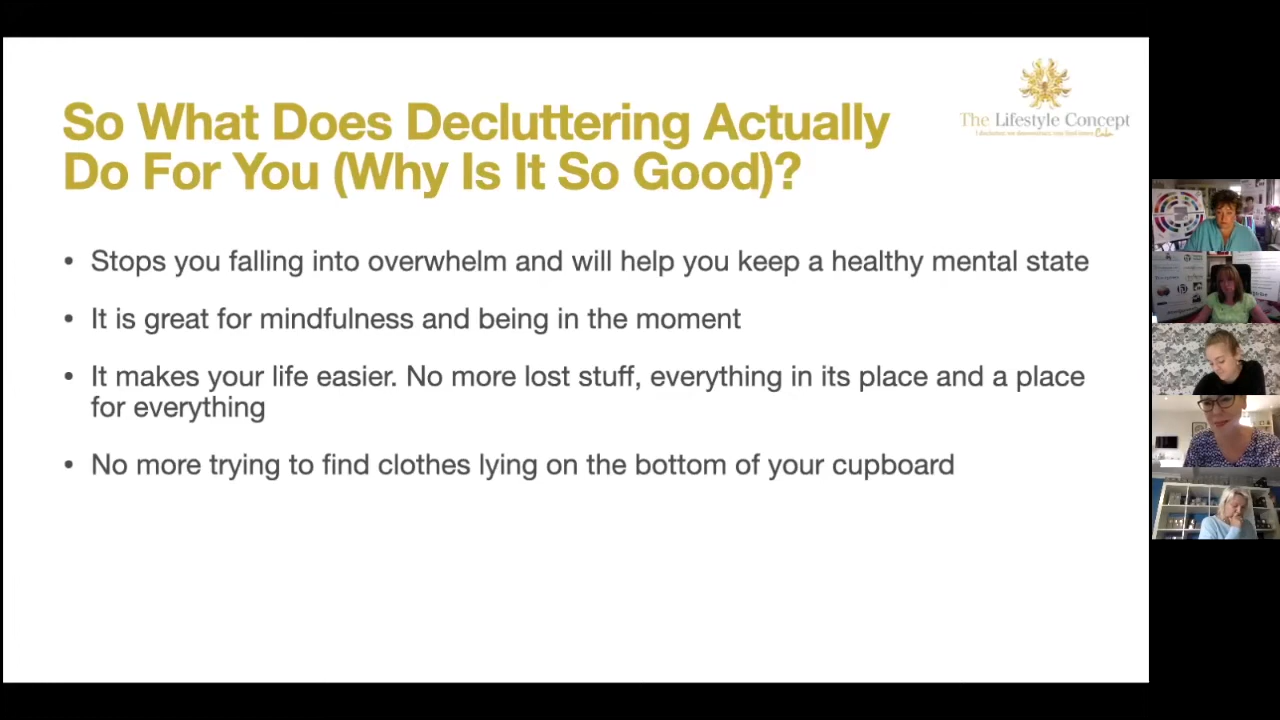 So What Does Decluttering Actually
Do For You (Why Is It So Good)?
The Lifestyle Concept
• Stops you falling into overwhelm and will help you keep a healthy mental state
• It is great for mindfulness and being in the moment
• It makes your life easier. No more lost stuff, everything in its place and a place
for everything
• No more trying to find clothes lying on the bottom of your cupboard